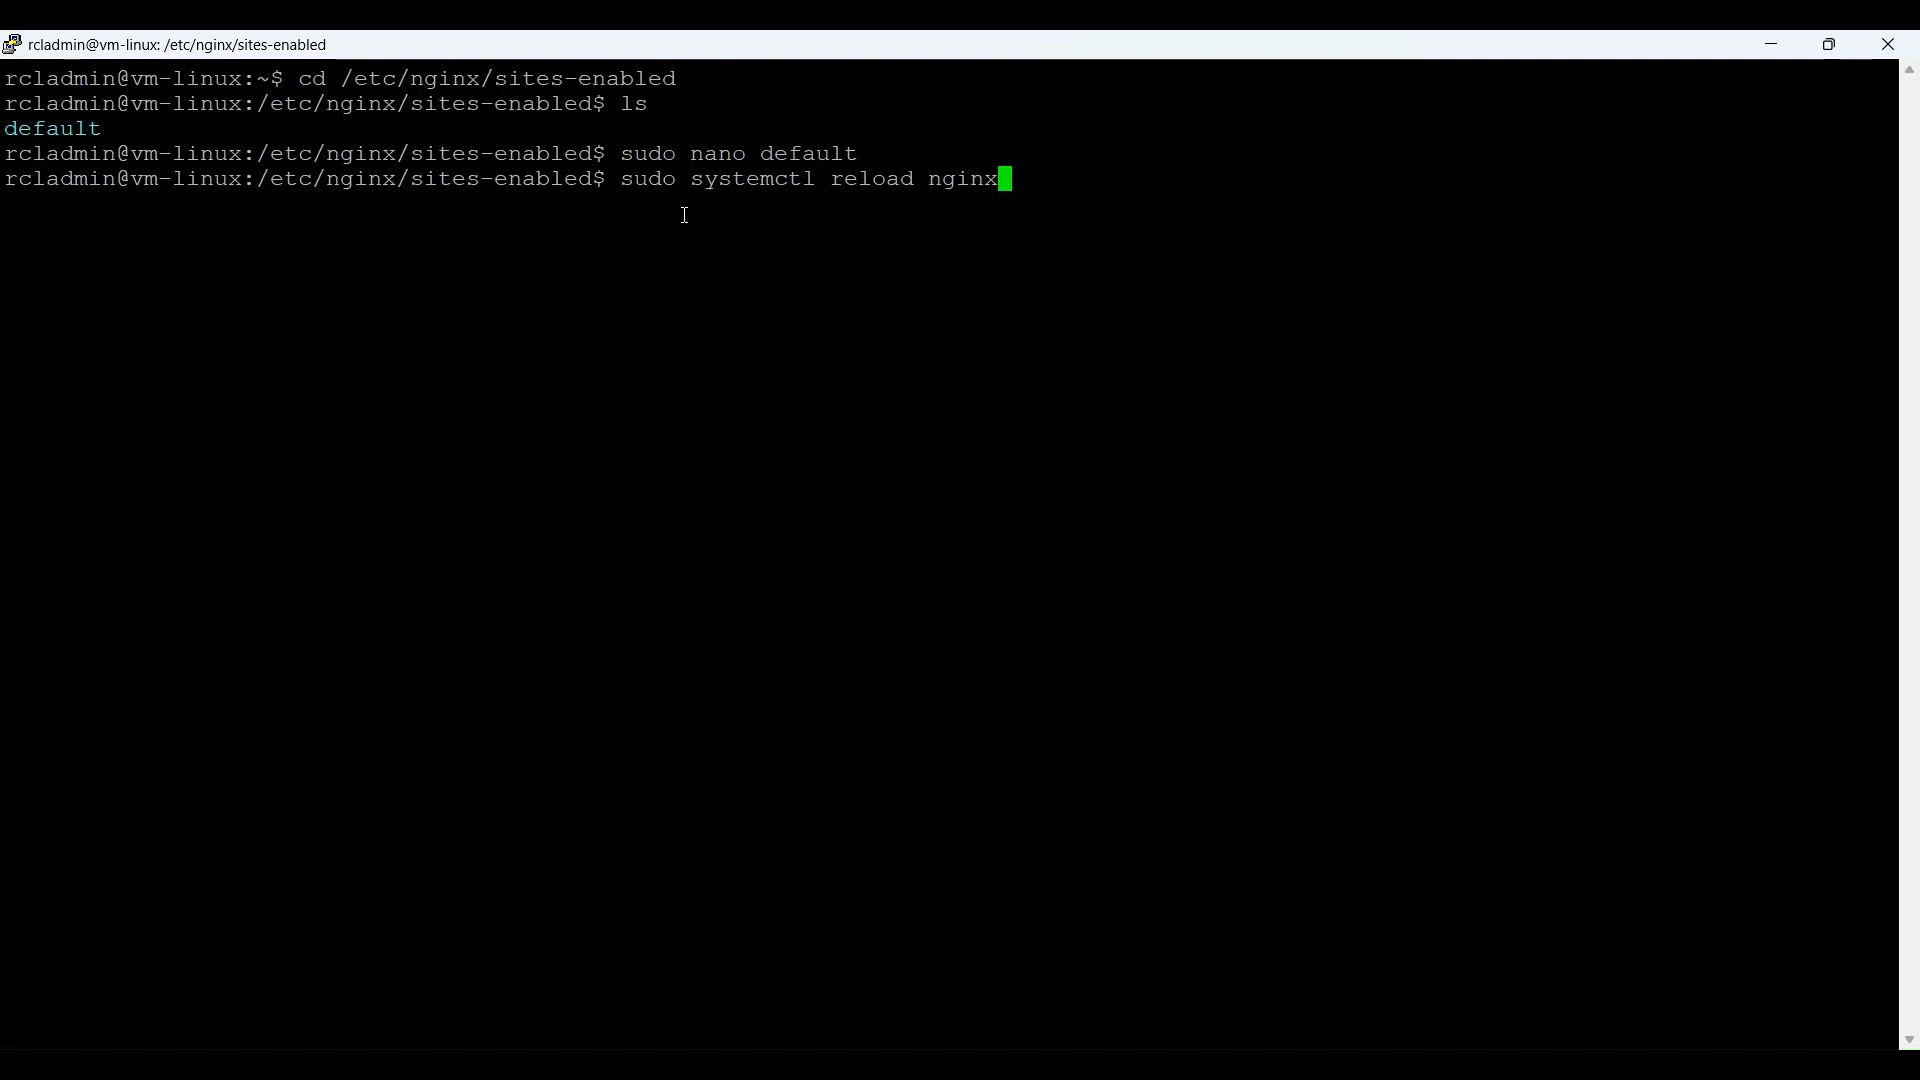 rcladmin@vm-linux: /etc/nginx/sites-enabled
rcladmin@vm-linux:~$ cd /etc/nginx/sites-enabled
rcladmin@vm-linux:/etc/nginx/sites-enabled$ ls
default
rcladmin@vm-linux:/etc/nginx/sites-enabled$ sudo nano default
rcladmin@vm-linux:/etc/nginx/sites-enabled$ sudo systemctl reload nginx